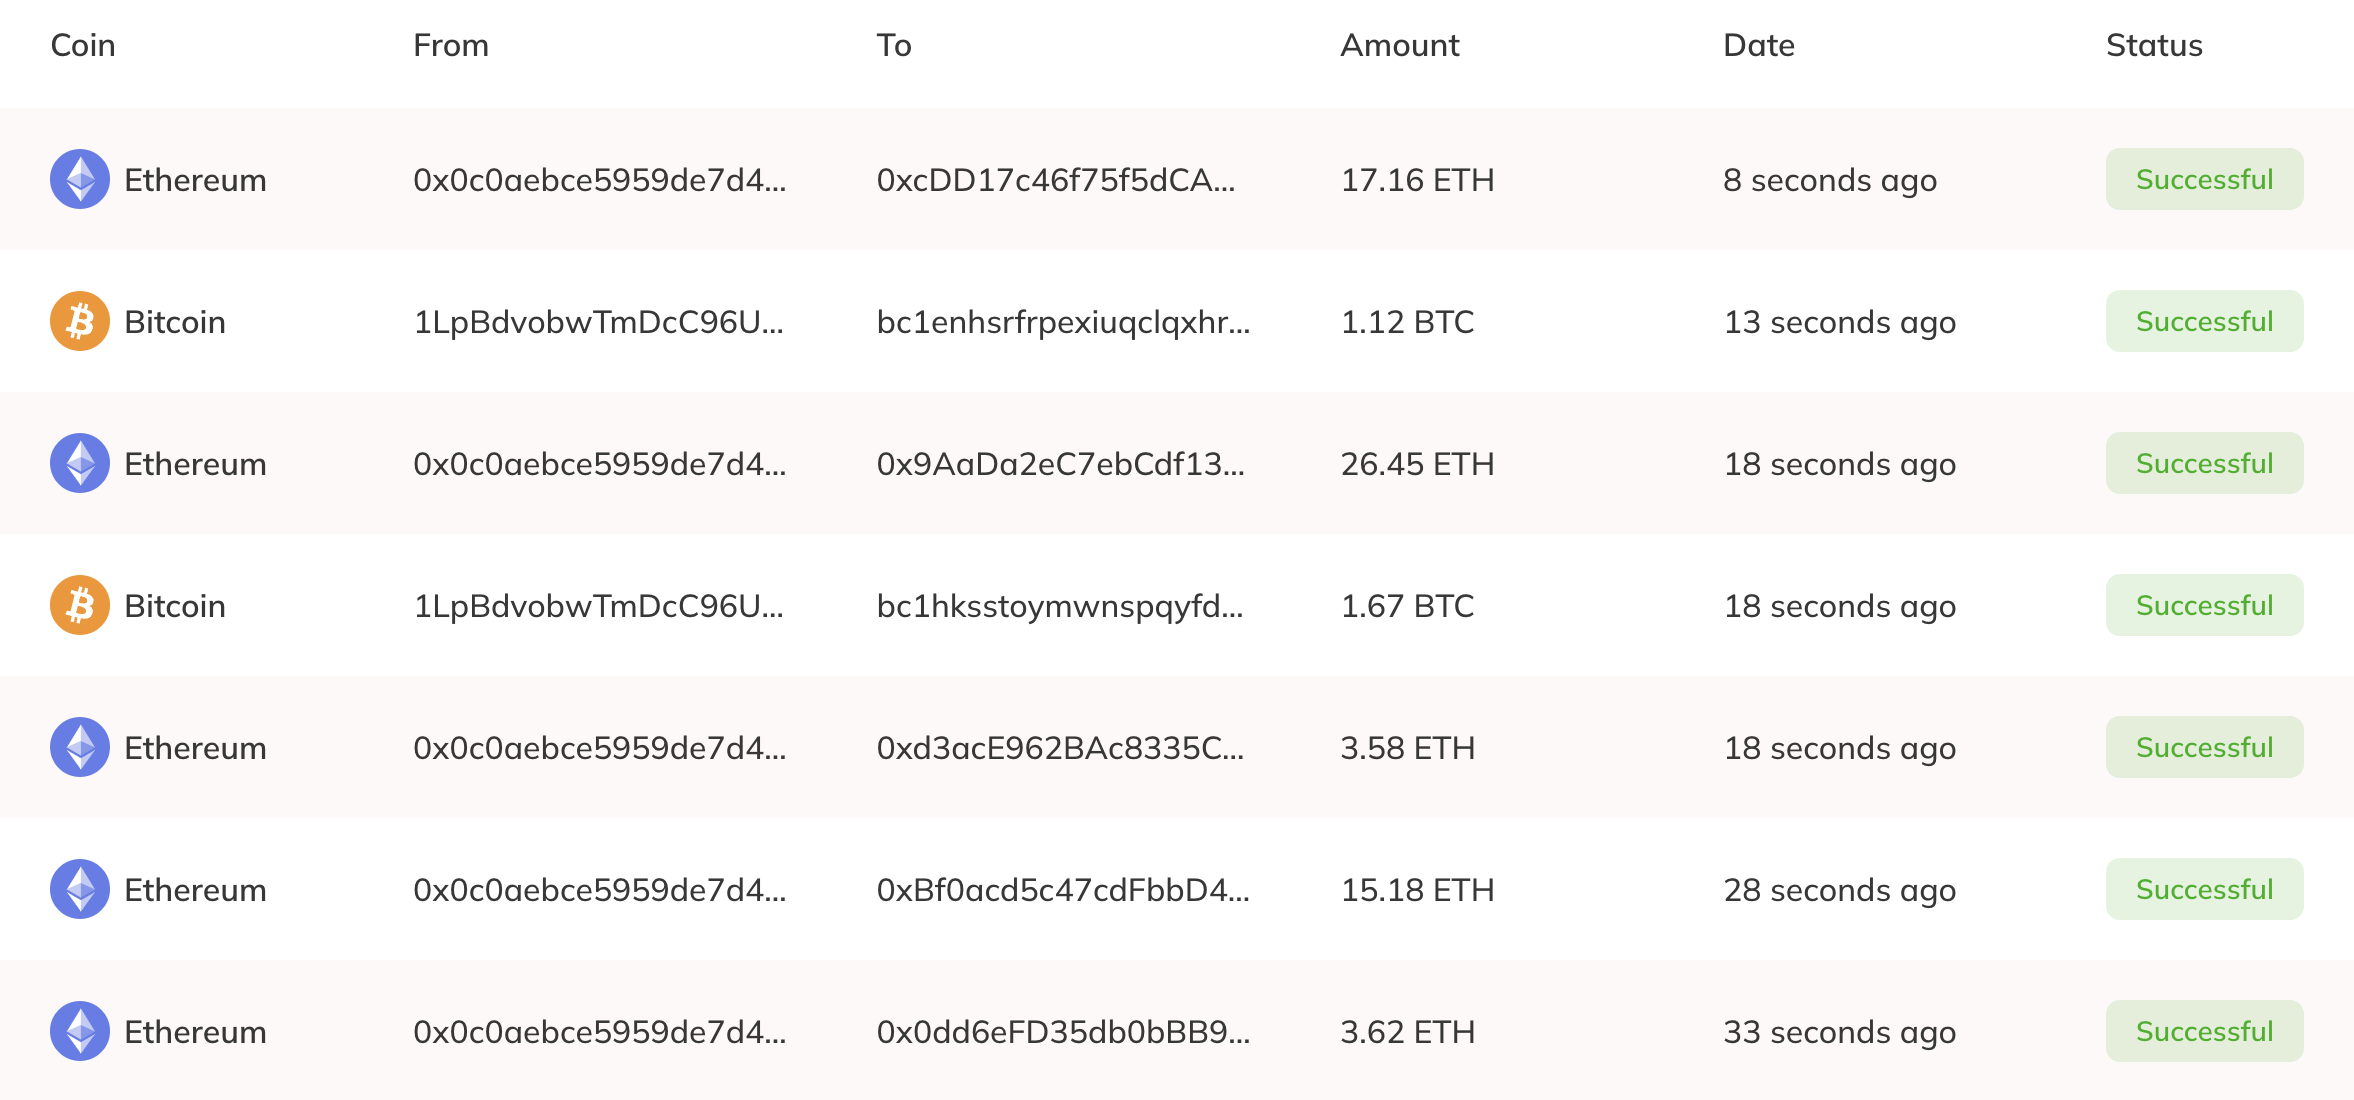 Coin From To Amount Date Status
Ethereum 0x0c0aebce5959de7d4... 0xcDD17c46f75f5dCA... 17.16 ETH 8 seconds ago Successful
Bitcoin 1LpBdvobwTmDcC96U... bc1enhsrfrpexiuqclqxhr... 1.12 BTC 13 seconds ago Successful
Ethereum 0x0c0aebce5959de7d4... 0x9AaDa2eC7ebCdf13... 26.45 ETH 18 seconds ago Successful
Bitcoin 1LpBdvobwTmDcC96U... bc1hksstoymwnspqyfd... 1.67 BTC 18 seconds ago Successful
Ethereum 0x0c0aebce5959de7d4... 0xd3acE962BAc8335C... 3.58 ETH 18 seconds ago Successful
Ethereum 0x0c0aebce5959de7d4... 0xBf0acd5c47cdFbbD4... 15.18 ETH 28 seconds ago Successful
Ethereum 0x0c0aebce5959de7d4... 0x0dd6eFD35db0bBB9... 3.62 ETH 33 seconds ago Successful